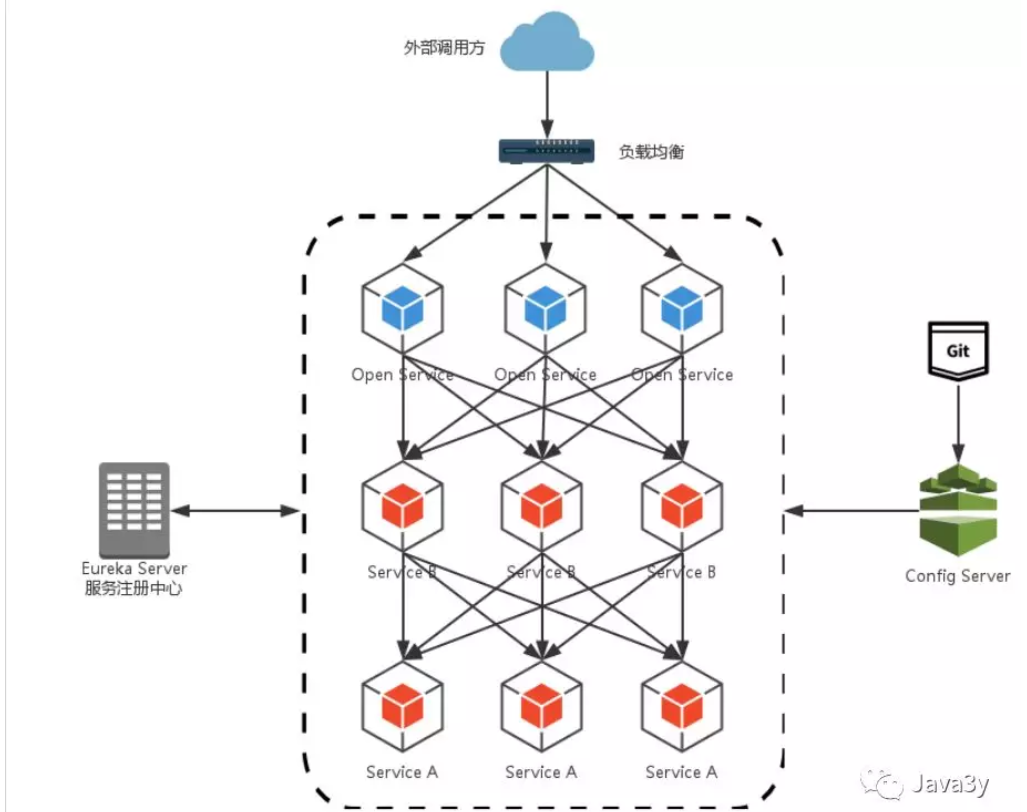 外部调用方
负载均衡
Open Service
Open Service
Open Service
Git
Service B
Service B
Service B
Eureka Server
服务注册中心
Config Server
Service A
Service A
Service A
Java3y